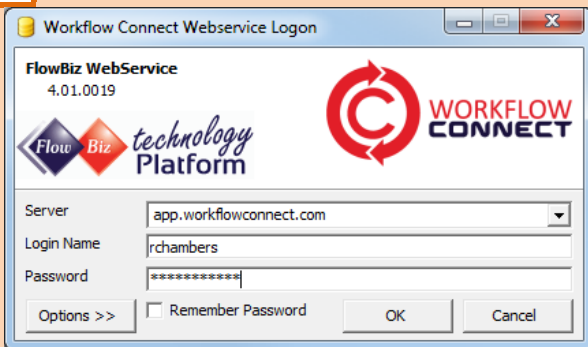 Workflow Connect Webservice Logon
FlowBiz WebService
4.01.0019
WORKFLOW
CONNECT
Flow Biz technology
Platform
Server app.workflowconnect.com
Login Name rchambers
Password ***********
Options >> Remember Password OK Cancel